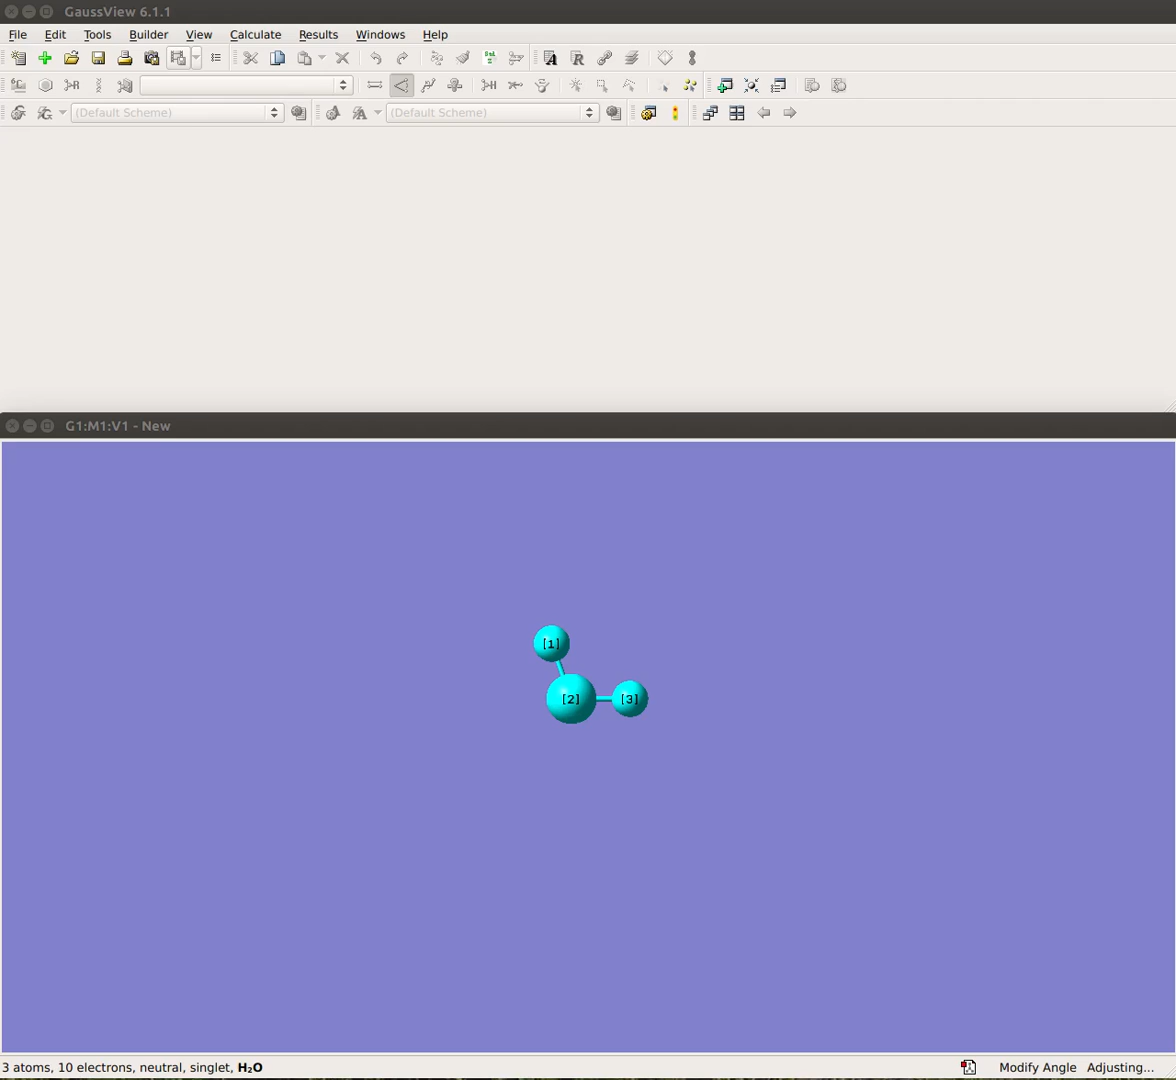 GaussView 6.1.1
File Edit Tools Builder View Calculate Results Windows Help
(Default Scheme) (Default Scheme)
G1:M1:V1 - New
[1]
[2] [3]
3 atoms, 10 electrons, neutral, singlet, H₂O Modify Angle Adjusting...